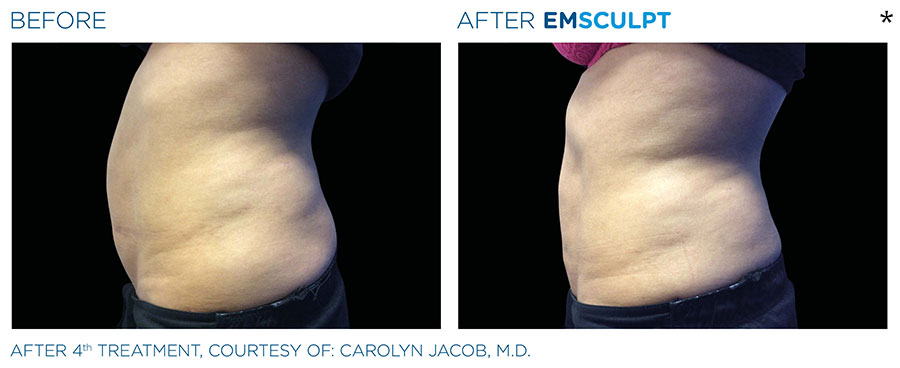 BEFORE
AFTER EMSCULPT *
AFTER 4th TREATMENT, COURTESY OF: CAROLYN JACOB, M.D.